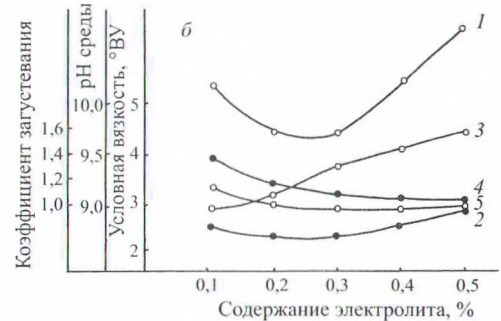 Коэффициент загустевания
1,6
1,4
1,2
1,0
pH среды
10,0
9,5
9,0
Условная вязкость, °ВУ
5
4
3
2
б
1
3
4
5
2
0,1 0,2 0,3 0,4 0,5
Содержание электролита, %